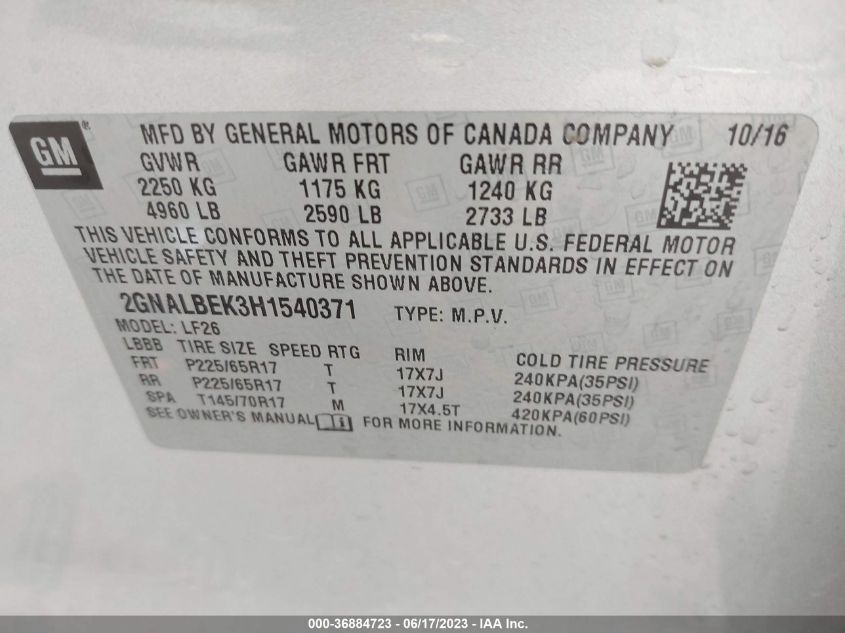 GM ®
MFD BY GENERAL MOTORS OF CANADA COMPANY 10/16
GVWR GAWR FRT GAWR RR
2250 KG 1175 KG 1240 KG
4960 LB 2590 LB 2733 LB
THIS VEHICLE CONFORMS TO ALL APPLICABLE U.S. FEDERAL MOTOR
VEHICLE SAFETY AND THEFT PREVENTION STANDARDS IN EFFECT ON
THE DATE OF MANUFACTURE SHOWN ABOVE.
2GNALBEK3H1540371 TYPE: M.P.V.
MODEL: LF26
LBBB TIRE SIZE SPEED RTG RIM COLD TIRE PRESSURE
FRT P225/65R17 T 17X7J 240KPA(35PSI)
RR P225/65R17 T 17X7J 240KPA(35PSI)
SPA T145/70R17 M 17X4.5T 420KPA(60PSI)
SEE OWNER'S MANUAL FOR MORE INFORMATION.
000-36884723 - 06/17/2023 - IAA Inc.